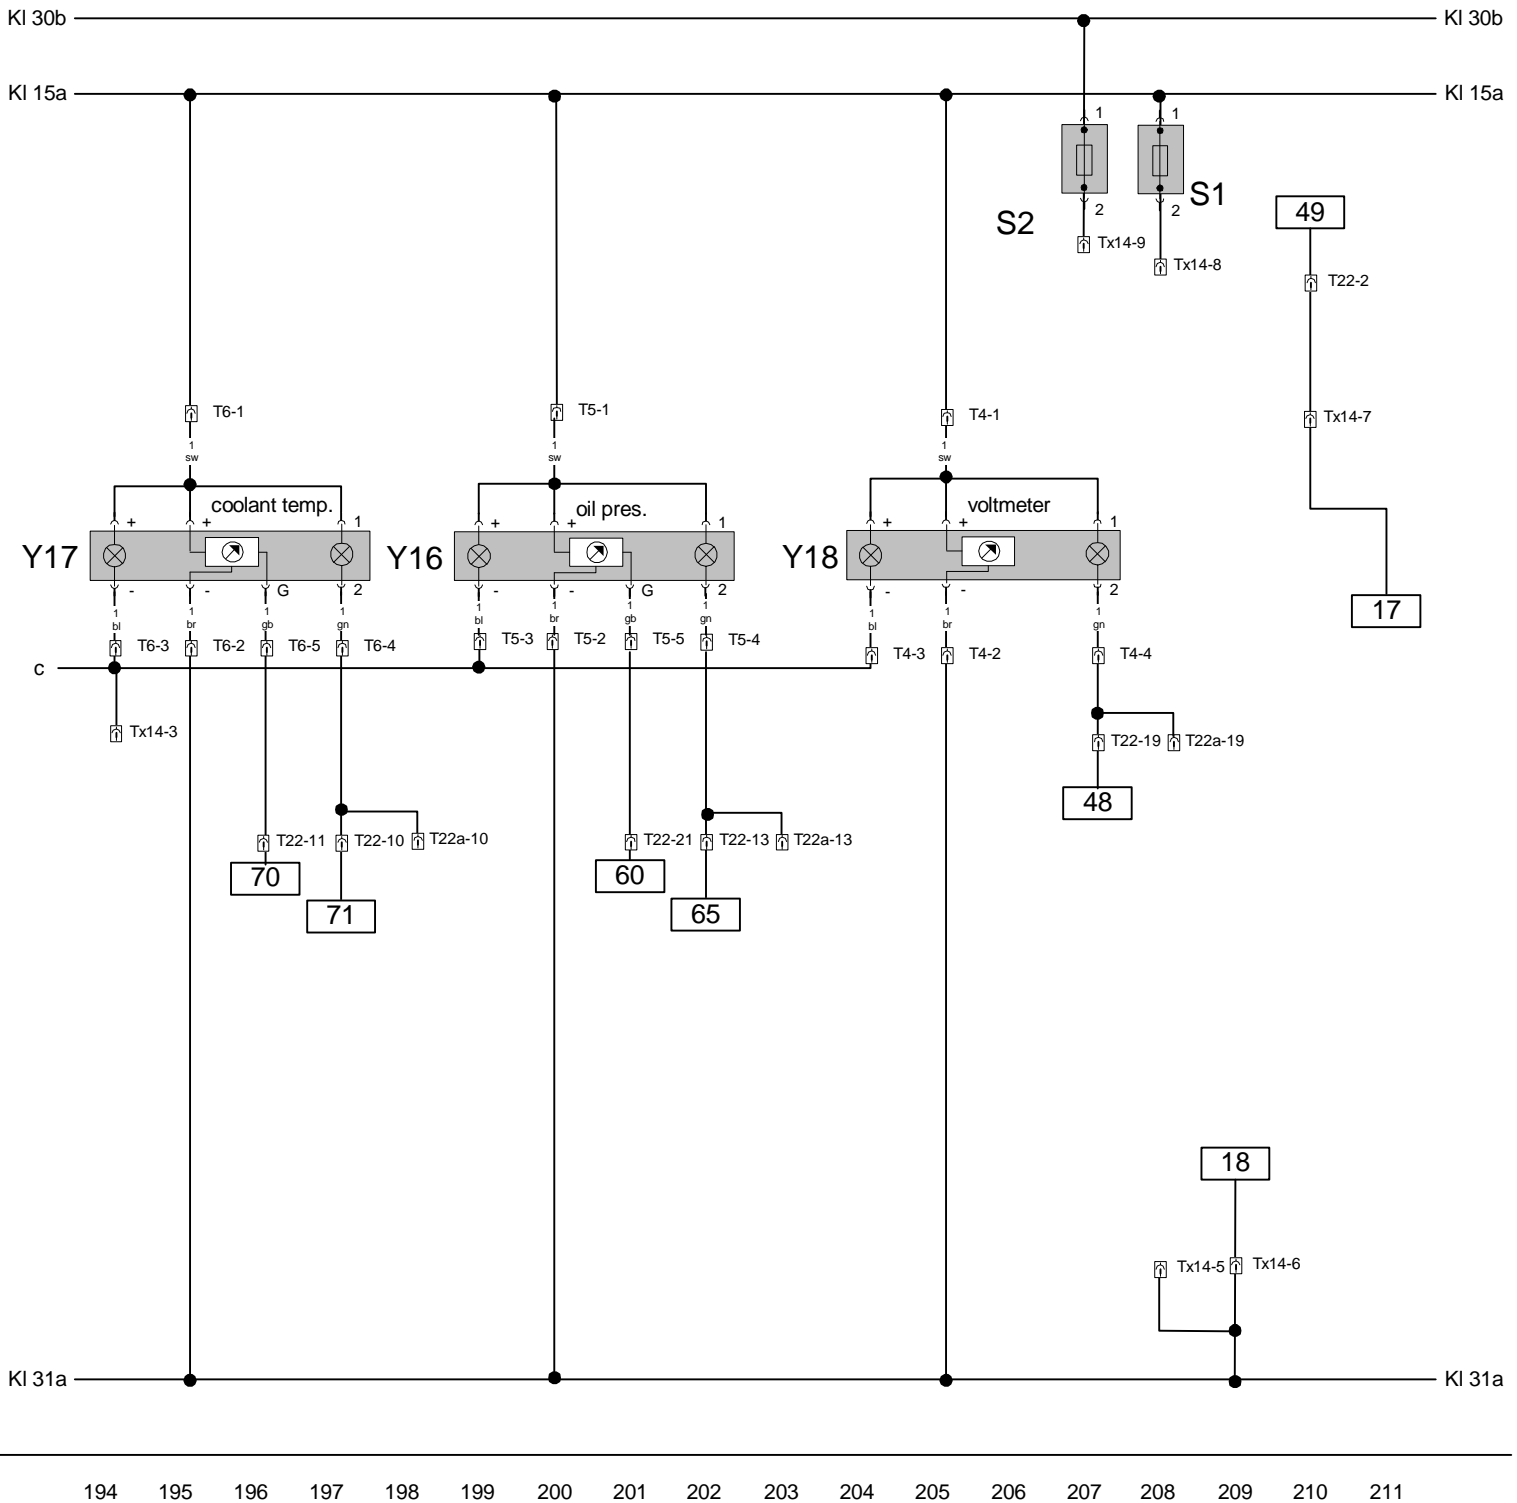 Kl 30b Kl 30b
Kl 15a Kl 15a
1 1
S1
2 2
S2
49
Tx14-9
Tx14-8
T22-2
T6-1 T5-1 T4-1 Tx14-7
1 1 1
sw sw sw
coolant temp. oil pres. voltmeter
+ + 1 + + 1 + + 1
Y17 Y16 Y18
- - G 2 - - G 2 - - 2
1 1 1 1 1 1 1 1 1 1 1
bl br gb gn bl br gb gn bl br gn
17
T6-3 T6-2 T6-5 T6-4 T5-3 T5-2 T5-5 T5-4 T4-3 T4-2 T4-4
c
Tx14-3
T22-19 T22a-19
48
T22-11 T22-10 T22a-10 T22-21 T22-13 T22a-13
70 60
71 65
18
Tx14-5 Tx14-6
Kl 31a Kl 31a
194 195 196 197 198 199 200 201 202 203 204 205 206 207 208 209 210 211